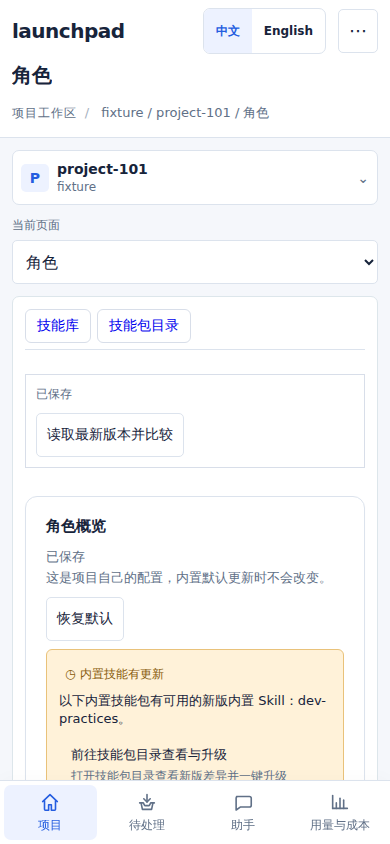 launchpad
中文
English
⋯
角色
项目工作区 / fixture / project-101 / 角色
P
project-101
fixture
当前页面
角色
技能库
技能包目录
已保存
读取最新版本并比较
角色概览
已保存
这是项目自己的配置，内置默认更新时不会改变。
恢复默认
◷ 内置技能有更新
以下内置技能包有可用的新版内置 Skill：dev-
practices。
前往技能包目录查看与升级
打开技能包目录查看新版差异并一键升级
项目
待处理
助手
用量与成本